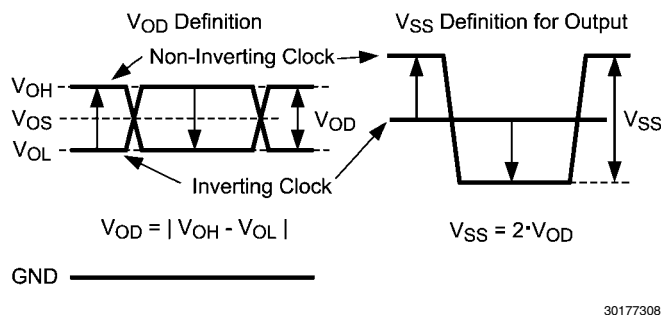 VOD Definition
VSS Definition for Output
Non-Inverting Clock
VOH
VOS
VOL
VOD
VSS
Inverting Clock
VOD = | VOH - VOL |
VSS = 2·VOD
GND
30177308